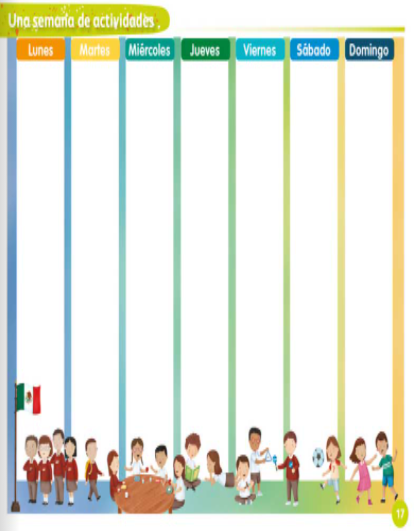 Una semana de actividades
Lunes Martes Miércoles Jueves Viernes Sábado Domingo
17